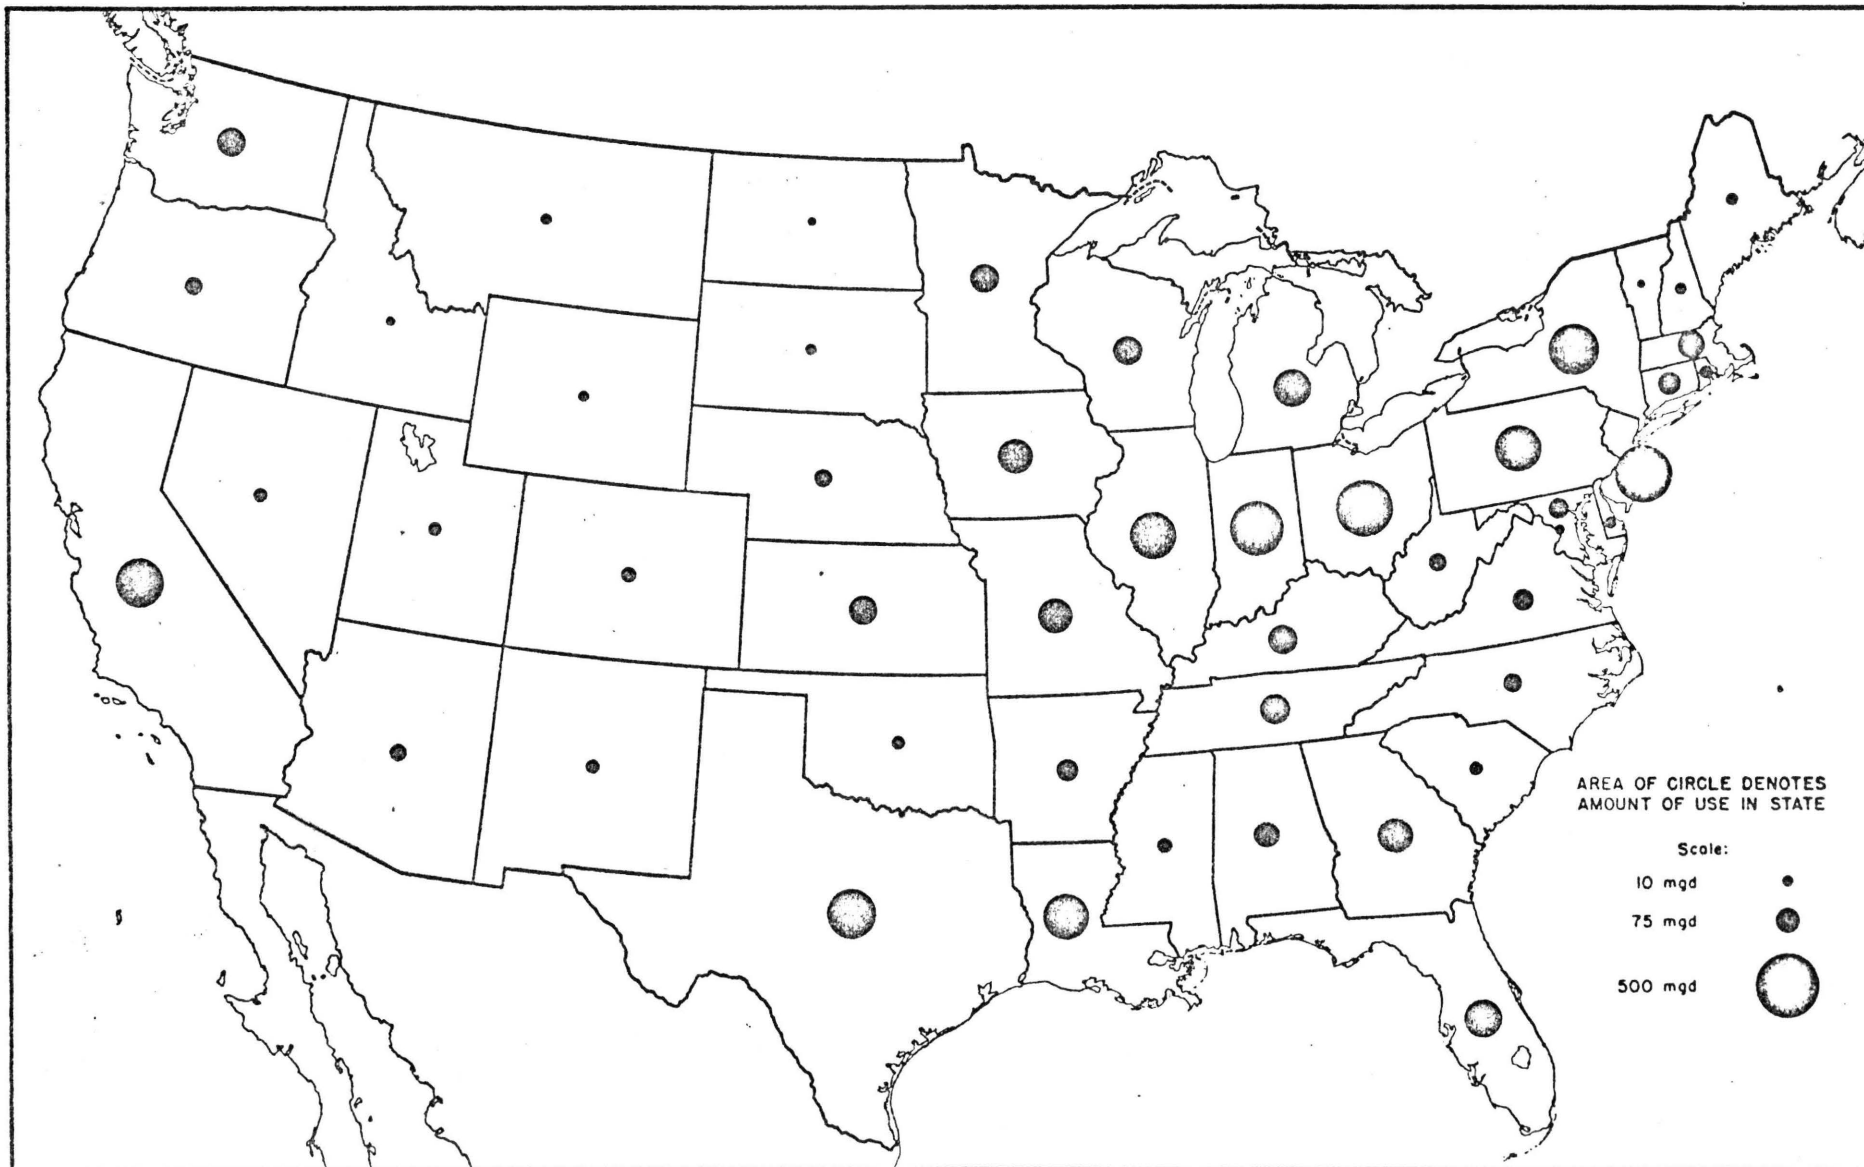 AREA OF CIRCLE DENOTES
AMOUNT OF USE IN STATE
Scale:
10 mgd
75 mgd
500 mgd